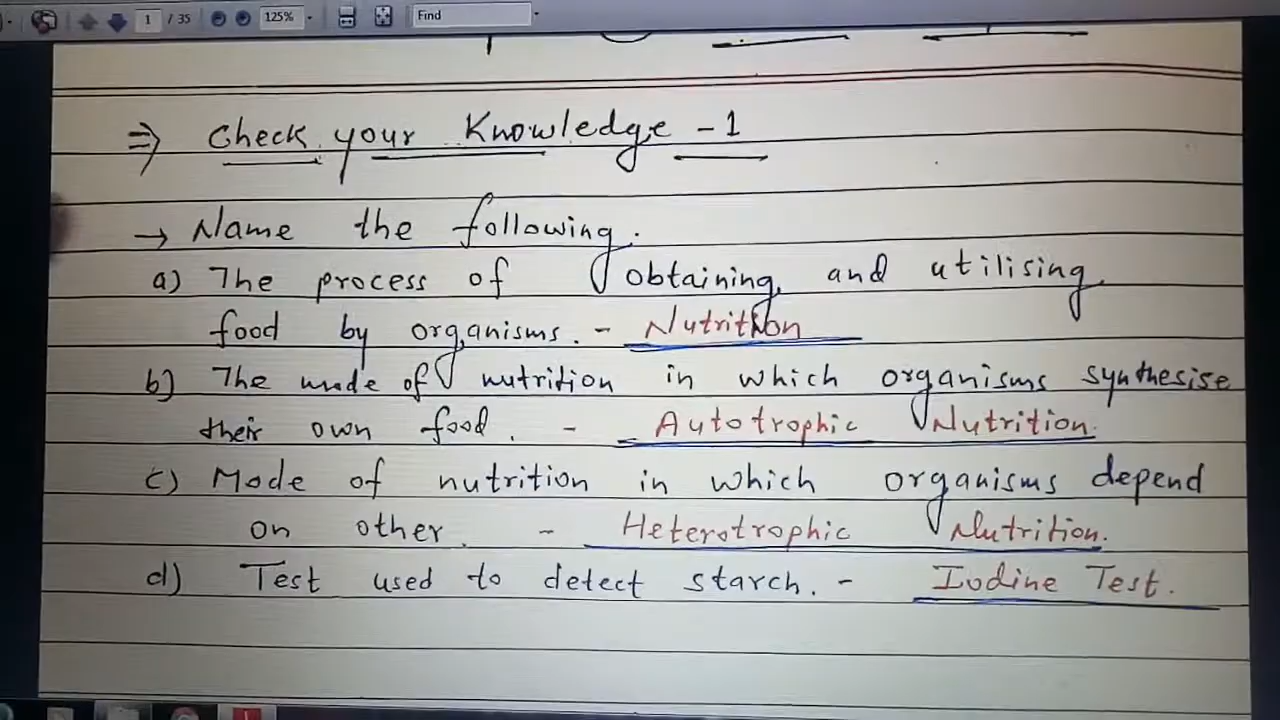 1 / 35 125% Find
⇒ Check your Knowledge - 1
→ Name the following.
a) The process of obtaining and utilising
food by organisms. - Nutrition
b) The mode of nutrition in which organisms synthesise
their own food. - Autotrophic Nutrition.
c) Mode of nutrition in which organisms depend
on other. - Heterotrophic Nutrition.
d) Test used to detect starch. - Iodine Test.